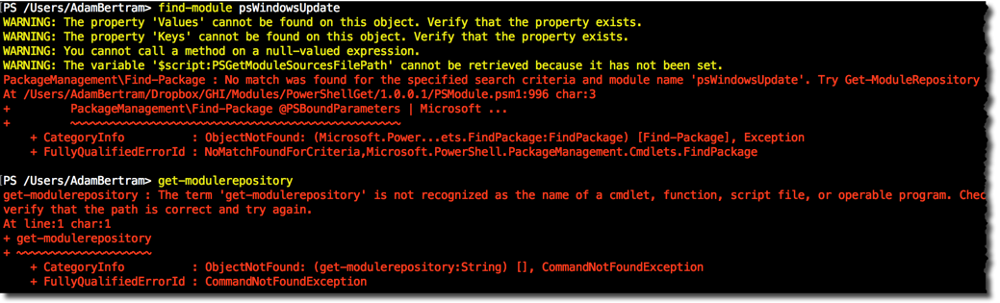 PS /Users/AdamBertram> find-module psWindowsUpdate
WARNING: The property 'Values' cannot be found on this object. Verify that the property exists.
WARNING: The property 'Keys' cannot be found on this object. Verify that the property exists.
WARNING: You cannot call a method on a null-valued expression.
WARNING: The variable '$script:PSGetModuleSourcesFilePath' cannot be retrieved because it has not been set.
PackageManagement\Find-Package : No match was found for the specified search criteria and module name 'psWindowsUpdate'. Try Get-ModuleRepository
At /Users/AdamBertram/Dropbox/GHI/Modules/PowerShellGet/1.0.0.1/PSModule.psm1:996 char:3
+         PackageManagement\Find-Package @PSBoundParameters | Microsoft ...
+         ~~~~~~~~~~~~~~~~~~~~~~~~~~~~~~~~~~~~~~~~~~~~~~~~~
    + CategoryInfo          : ObjectNotFound: (Microsoft.Power...ets.FindPackage:FindPackage) [Find-Package], Exception
    + FullyQualifiedErrorId : NoMatchFoundForCriteria,Microsoft.PowerShell.PackageManagement.Cmdlets.FindPackage
PS /Users/AdamBertram> get-modulerepository
get-modulerepository : The term 'get-modulerepository' is not recognized as the name of a cmdlet, function, script file, or operable program. Chec
verify that the path is correct and try again.
At line:1 char:1
+ get-modulerepository
+ ~~~~~~~~~~~~~~~~~~~~
    + CategoryInfo          : ObjectNotFound: (get-modulerepository:String) [], CommandNotFoundException
    + FullyQualifiedErrorId : CommandNotFoundException